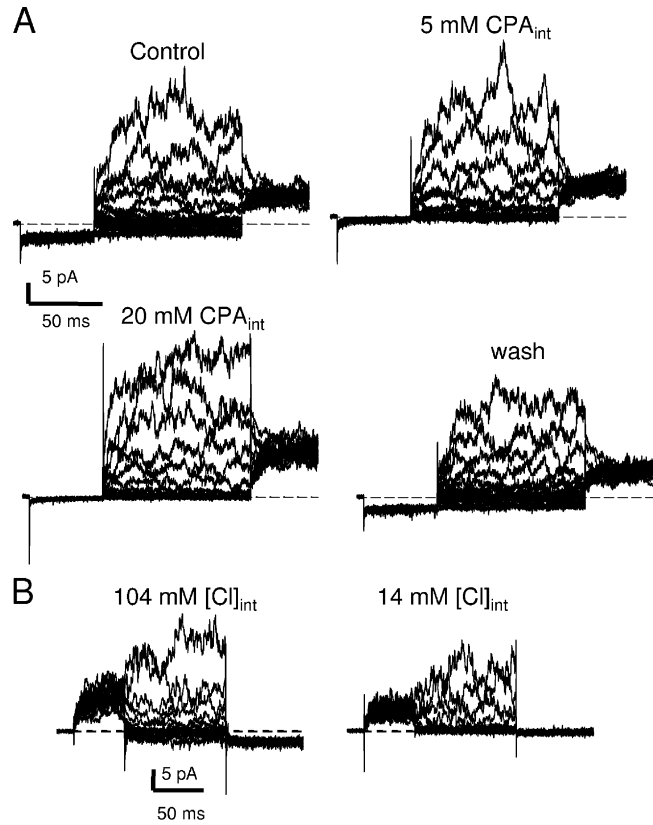 A
Control
5 mM CPAint
5 pA
50 ms
20 mM CPAint
wash
B
104 mM [Cl]int
14 mM [Cl]int
5 pA
50 ms